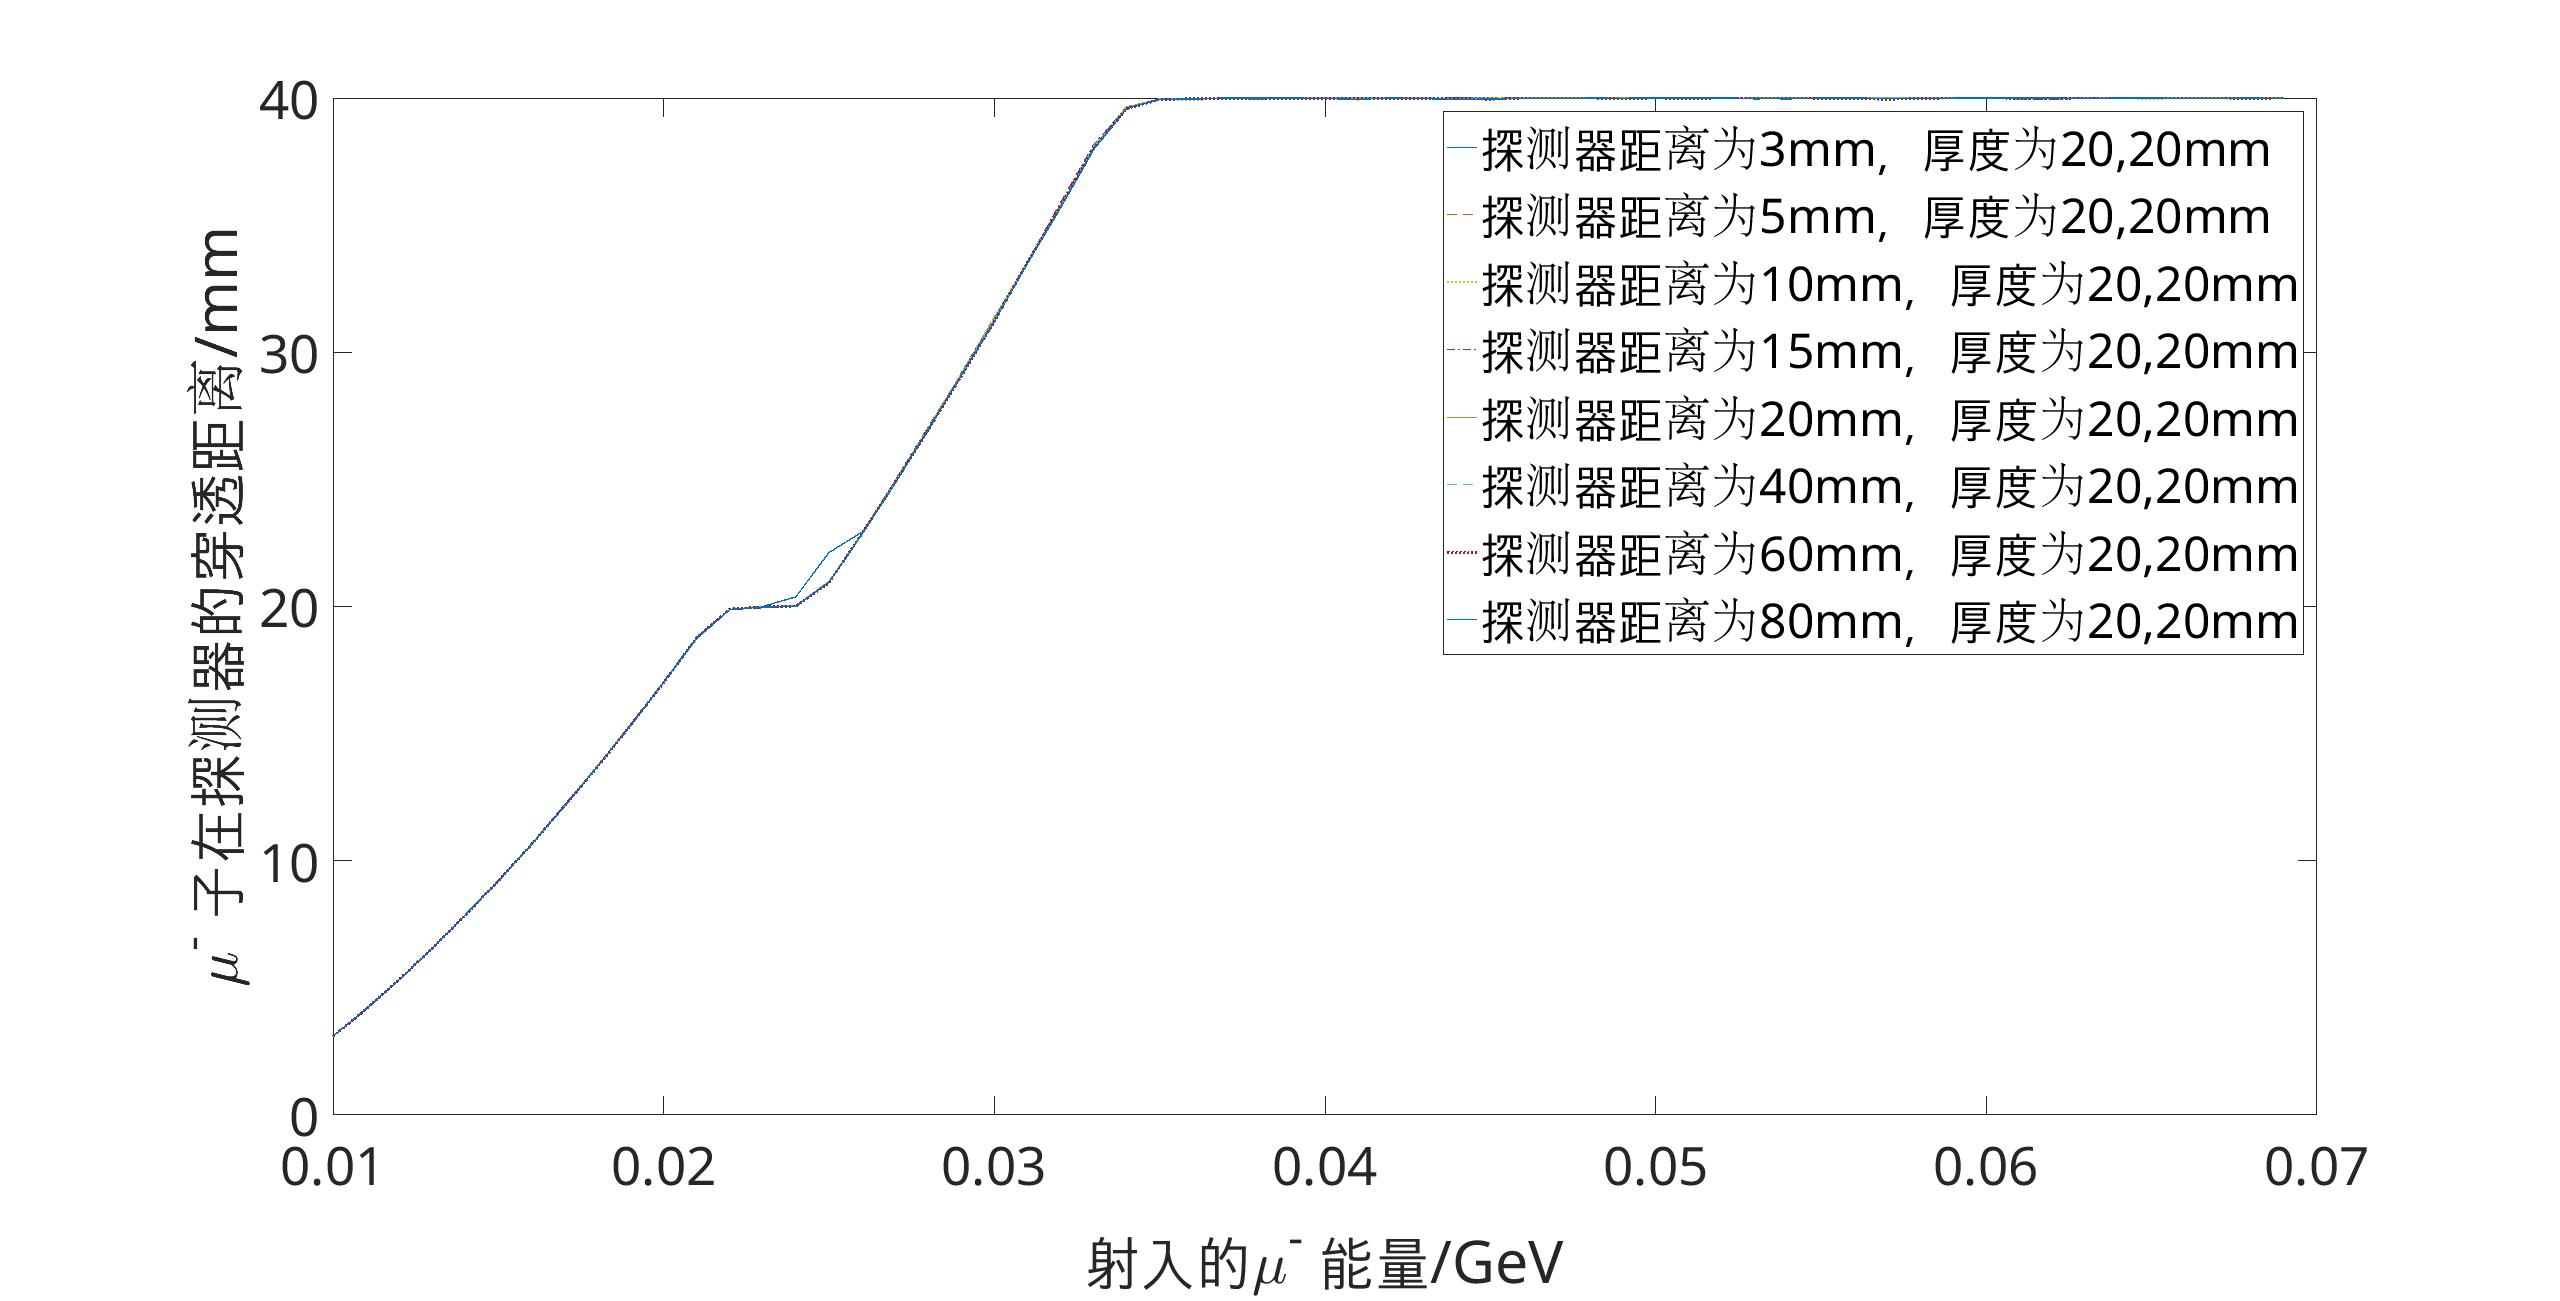 40
30
20
10
0
0.01
0.02
0.03
0.04
0.05
0.06
0.07
μ⁻子在探测器的穿透距离/mm
射入的μ⁻能量/GeV
探测器距离为3mm，厚度为20,20mm
探测器距离为5mm，厚度为20,20mm
探测器距离为10mm，厚度为20,20mm
探测器距离为15mm，厚度为20,20mm
探测器距离为20mm，厚度为20,20mm
探测器距离为40mm，厚度为20,20mm
探测器距离为60mm，厚度为20,20mm
探测器距离为80mm，厚度为20,20mm